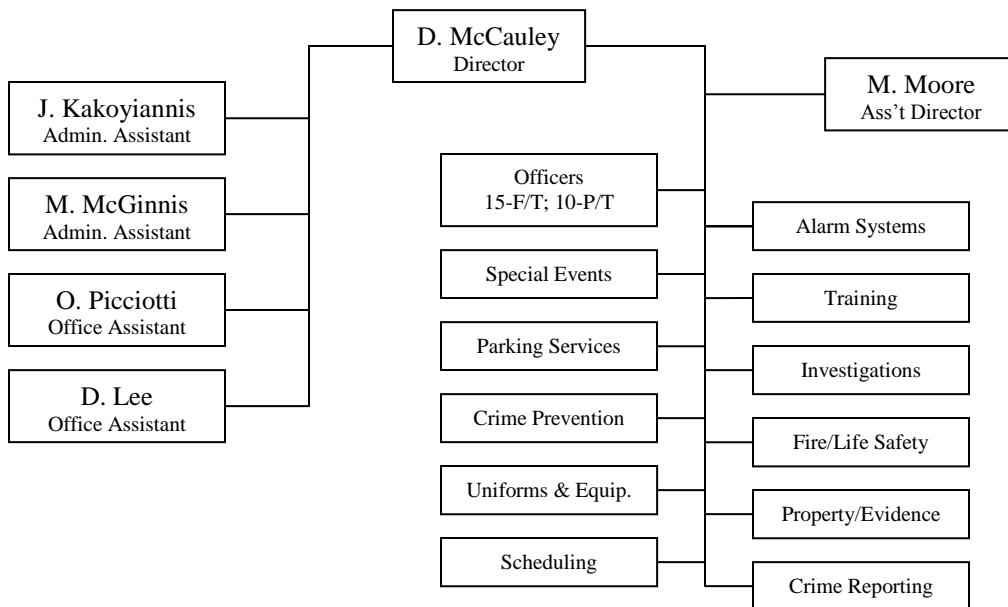 D. McCauley
Director
J. Kakoyiannis
Admin. Assistant
M. McGinnis
Admin. Assistant
O. Picciotti
Office Assistant
D. Lee
Office Assistant
M. Moore
Ass’t Director
Officers
15-F/T; 10-P/T
Special Events
Parking Services
Crime Prevention
Uniforms & Equip.
Scheduling
Alarm Systems
Training
Investigations
Fire/Life Safety
Property/Evidence
Crime Reporting